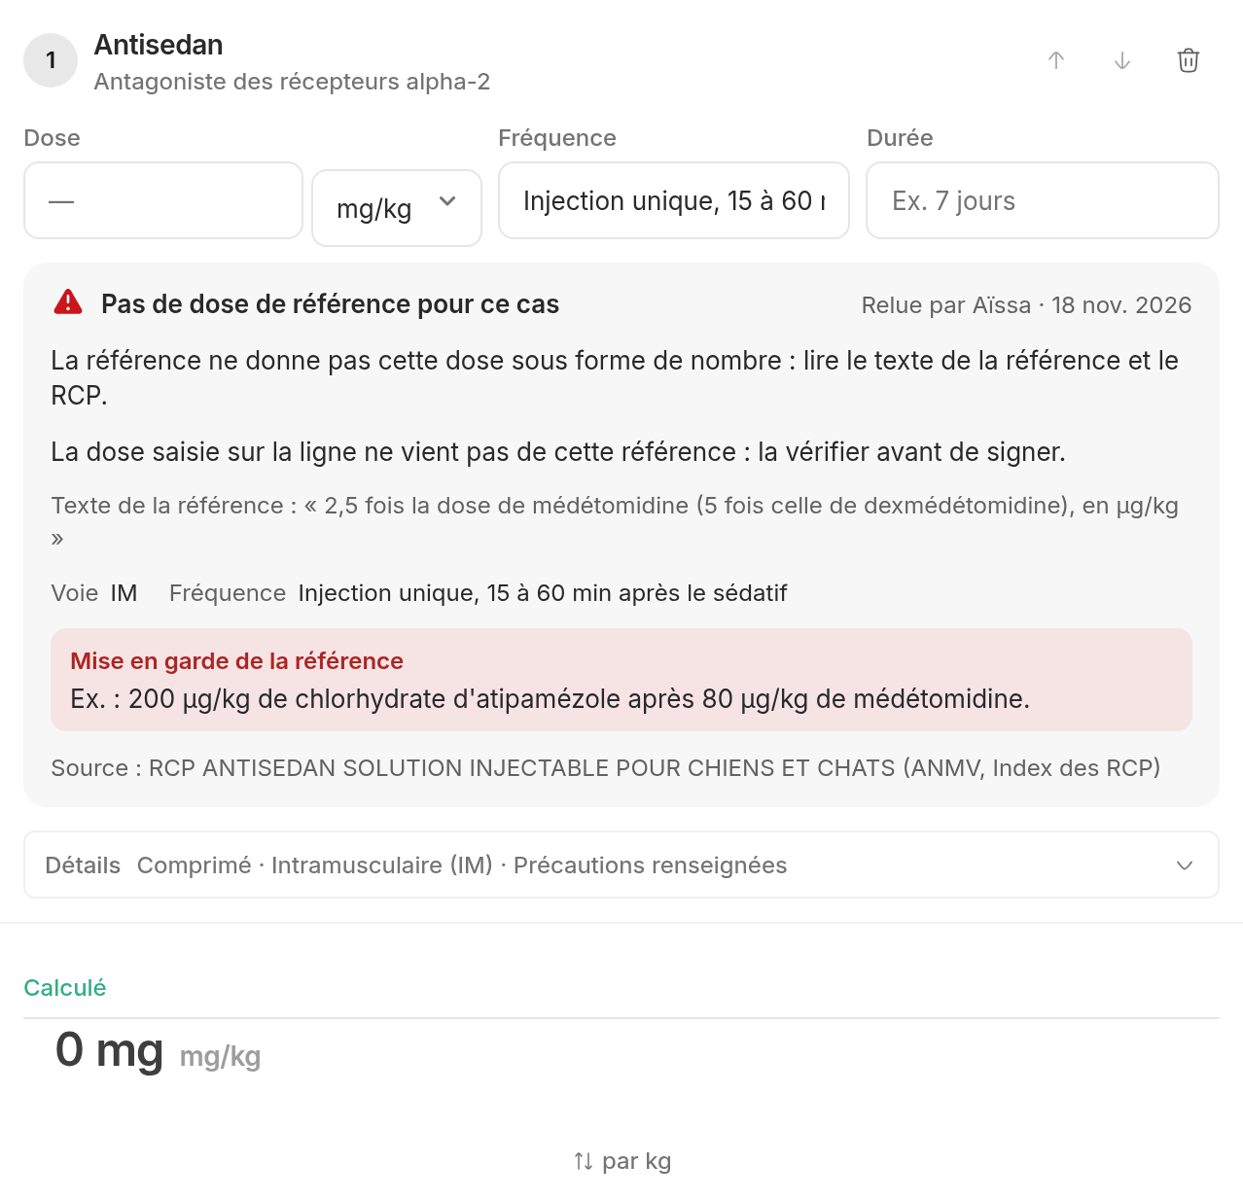 1
Antisedan
Antagoniste des récepteurs alpha-2
Dose
Fréquence
Durée
—
mg/kg
Injection unique, 15 à 60
Ex. 7 jours
Pas de dose de référence pour ce cas
Relue par Aïssa · 18 nov. 2026
La référence ne donne pas cette dose sous forme de nombre : lire le texte de la référence et le
RCP.
La dose saisie sur la ligne ne vient pas de cette référence : la vérifier avant de signer.
Texte de la référence : « 2,5 fois la dose de médétomidine (5 fois celle de dexmédétomidine), en µg/kg
»
Voie IM Fréquence Injection unique, 15 à 60 min après le sédatif
Mise en garde de la référence
Ex. : 200 µg/kg de chlorhydrate d'atipamézole après 80 µg/kg de médétomidine.
Source : RCP ANTISEDAN SOLUTION INJECTABLE POUR CHIENS ET CHATS (ANMV, Index des RCP)
Détails Comprimé · Intramusculaire (IM) · Précautions renseignées
Calculé
0 mg mg/kg
par kg